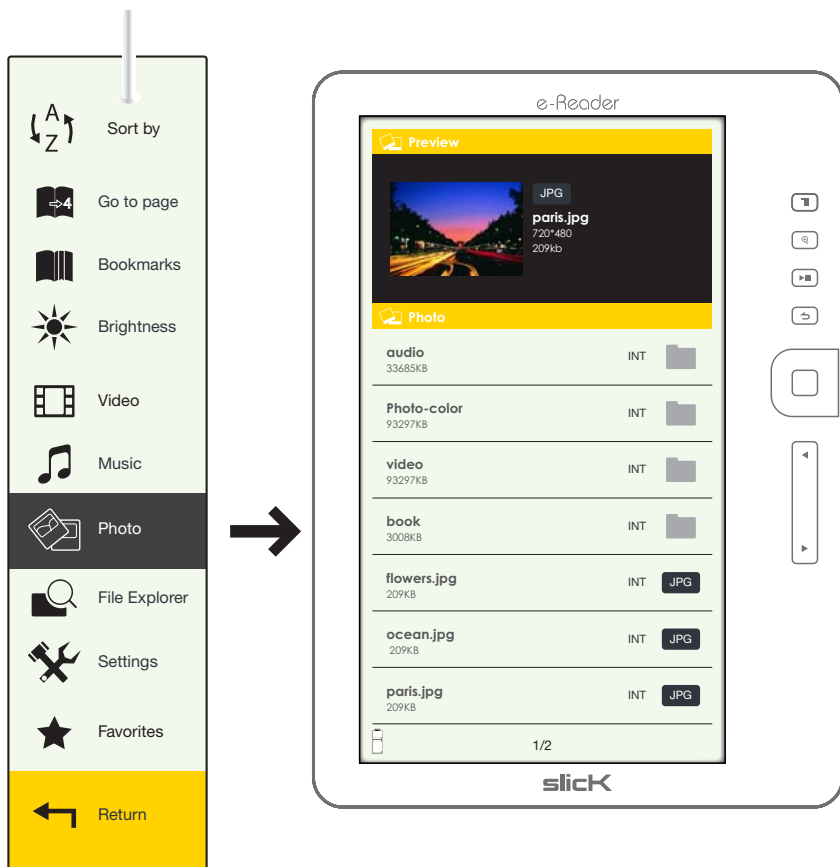 A
Z
Sort by
4
Go to page
Bookmarks
Brightness
Video
Music
Photo
File Explorer
Settings
Favorites
Return
e-Reader
Preview
JPG
paris.jpg
720*480
209kb
Photo
audio INT
33685KB
Photo-color INT
93297KB
video INT
93297KB
book INT
3008KB
flowers.jpg INT JPG
209KB
ocean.jpg INT JPG
209KB
paris.jpg INT JPG
209KB
1/2
slicK